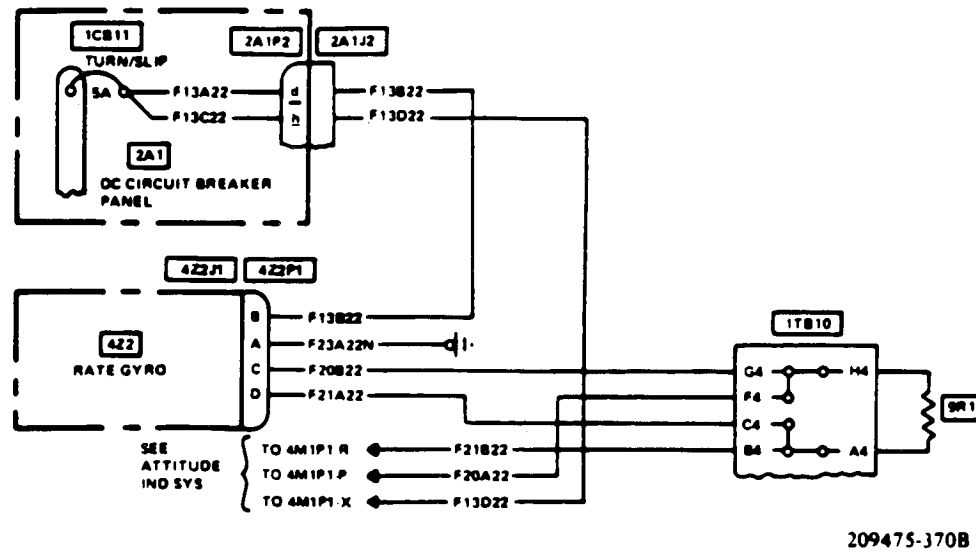 1CB11
TURN/SLIP
5A
2A1P2
2A1J2
F13A22
F13C22
d
h
F13B22
F13D22
2A1
DC CIRCUIT BREAKER
PANEL
4Z2J1
4Z2P1
4Z2
RATE GYRO
B
F13B22
A
F23A22N
C
F20B22
D
F21A22
1TB10
G4
H4
F4
C4
B4
A4
9R1
SEE
ATTITUDE
IND SYS
TO 4M1P1-R
F21B22
TO 4M1P1-P
F20A22
TO 4M1P1-X
F13D22
209475-370B